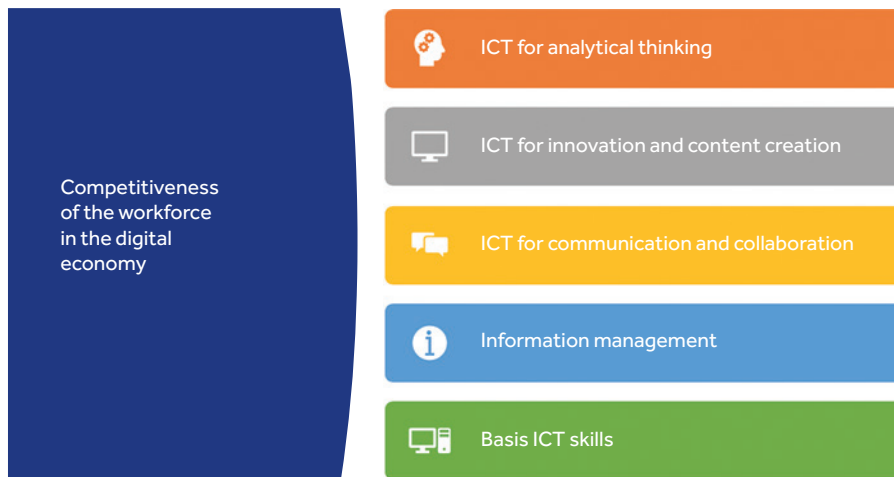 Competitiveness
of the workforce
in the digital
economy
ICT for analytical thinking
ICT for innovation and content creation
ICT for communication and collaboration
Information management
Basis ICT skills